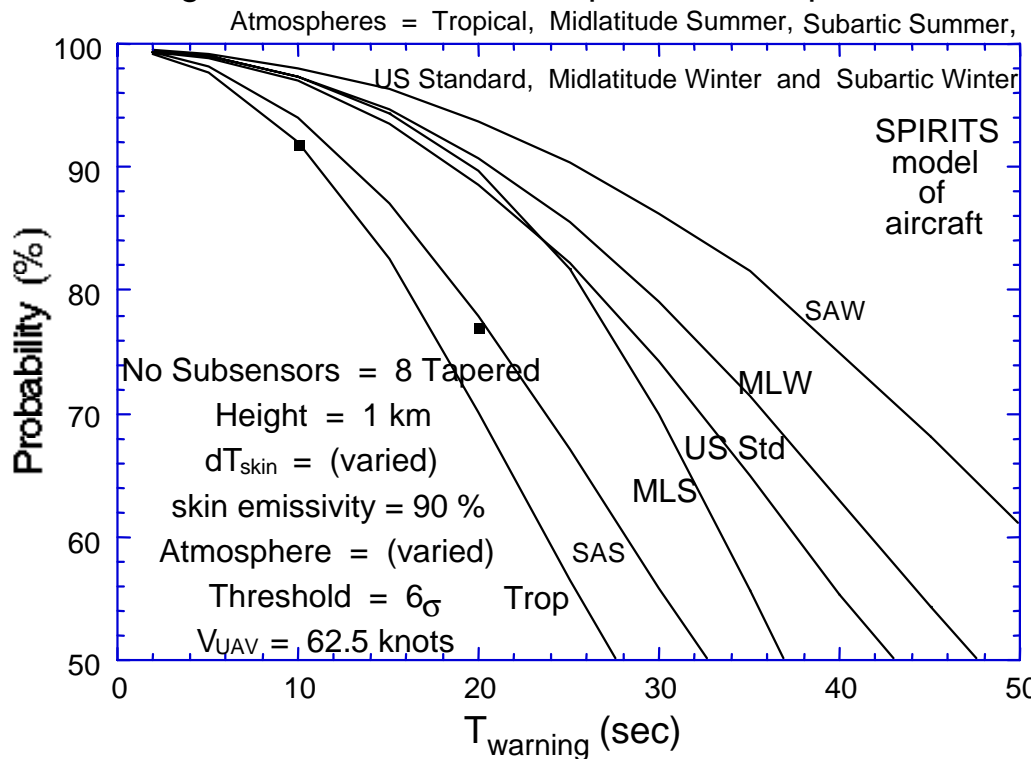 Atmospheres = Tropical, Midlatitude Summer, Subartic Summer,
US Standard, Midlatitude Winter and Subartic Winter
SPIRITS
model
of
aircraft
Probability (%)
100
90
80
70
60
50
SAW
MLW
US Std
MLS
SAS
Trop
No Subsensors = 8 Tapered
Height = 1 km
dTskin = (varied)
skin emissivity = 90 %
Atmosphere = (varied)
Threshold = 6σ
VUAV = 62.5 knots
0 10 20 30 40 50
Twarning (sec)